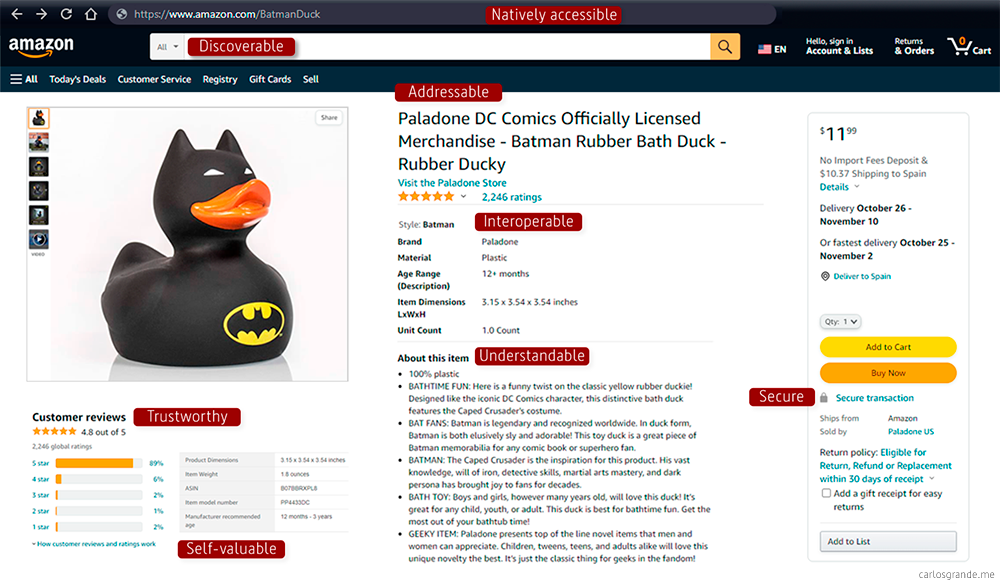 https://www.amazon.com/BatmanDuck
Natively accessible
amazon
All
Discoverable
EN
Hello, sign in
Account & Lists
Returns
& Orders
0
Cart
All
Today's Deals
Customer Service
Registry
Gift Cards
Sell
Share
VIDEO
Addressable
Paladone DC Comics Officially Licensed
Merchandise - Batman Rubber Bath Duck -
Rubber Ducky
Visit the Paladone Store
2,246 ratings
Style: Batman
Interoperable
Brand Paladone
Material Plastic
Age Range 12+ months
(Description)
Item Dimensions 3.15 x 3.54 x 3.54 inches
LxWxH
Unit Count 1.0 Count
About this item
Understandable
• 100% plastic
• BATHTIME FUN: Here is a funny twist on the classic yellow rubber duckie!
Designed like the iconic DC Comics character, this distinctive bath duck
features the Caped Crusader's costume.
• BAT FANS: Batman is legendary and recognized worldwide. In duck form,
Batman is both elusively sly and adorable! This toy duck is a great piece of
Batman memorabilia for any comic book or superhero fan.
• BATMAN: The Caped Crusader is the inspiration for this product. His vast
knowledge, will of iron, detective skills, martial arts mastery, and dark
persona has brought joy to fans for decades.
• BATH TOY: Boys and girls, however many years old, will love this duck! It's
great for any child, youth, or adult. This duck is best for bathtime fun. Get the
most out of your bathtub time!
• GEEKY ITEM: Paladone presents top of the line novel items that men and
women can appreciate. Children, tweens, teens, and adults alike will love this
unique novelty the best. It's just the classic thing for geeks in the fandom!
$11.99
No Import Fees Deposit &
$10.37 Shipping to Spain
Details
Delivery October 26 -
November 10
Or fastest delivery October 25 -
November 2
Deliver to Spain
Qty: 1
Add to Cart
Buy Now
Secure
Secure transaction
Ships from Amazon
Sold by Paladone US
Return policy: Eligible for
Return, Refund or Replacement
within 30 days of receipt
Add a gift receipt for easy
returns
Add to List
Customer reviews
Trustworthy
4.8 out of 5
2,246 global ratings
5 star 89%
4 star 6%
3 star 2%
2 star 1%
1 star 2%
How customer reviews and ratings work
Product Dimensions 3.15 x 3.54 x 3.54 inches
Item Weight 1.8 ounces
ASIN B07BBRXPL8
Item model number PP4433DC
Manufacturer recommended 12 months - 3 years
age
Self-valuable
carlosgrande.me